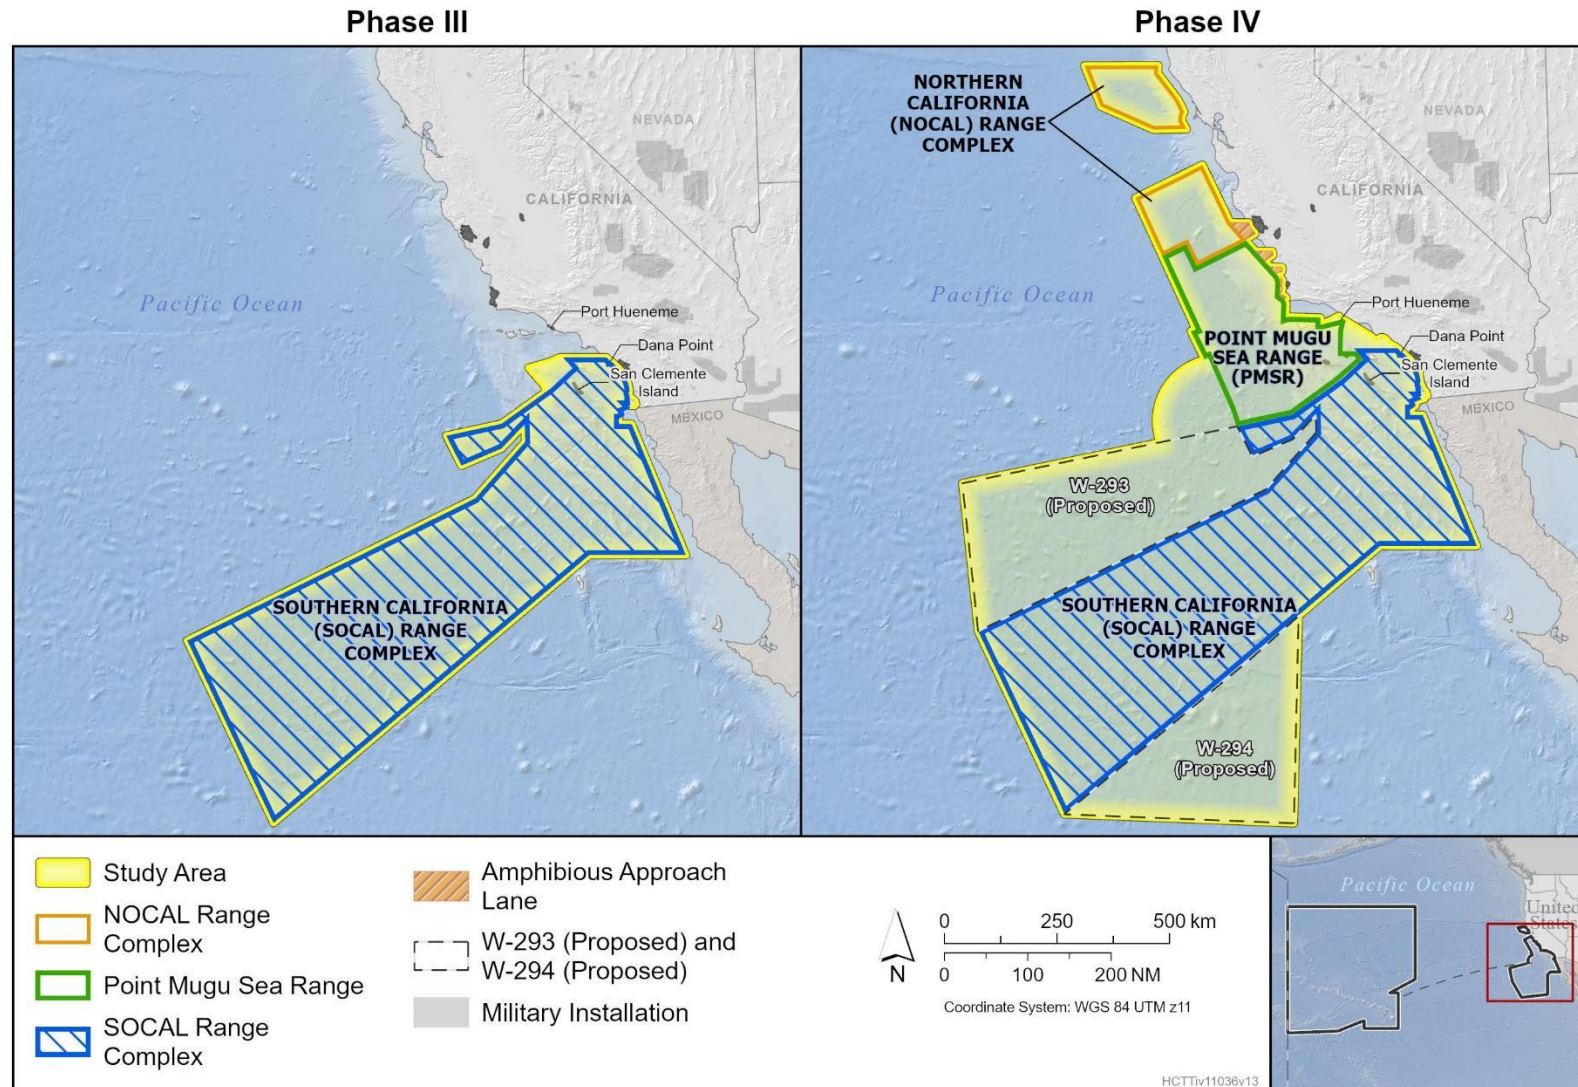 Phase III
Phase IV
NEVADA
CALIFORNIA
Pacific Ocean
Port Hueneme
Dana Point
San Clemente
Island
MEXICO
SOUTHERN CALIFORNIA
(SOCAL) RANGE
COMPLEX
NORTHERN
CALIFORNIA
(NOCAL) RANGE
COMPLEX
NEVADA
CALIFORNIA
Pacific Ocean
Port Hueneme
POINT MUGU
SEA RANGE
(PMSR)
Dana Point
San Clemente
Island
MEXICO
W-293
(Proposed)
SOUTHERN CALIFORNIA
(SOCAL) RANGE
COMPLEX
W-294
(Proposed)
Study Area
NOCAL Range
Complex
Point Mugu Sea Range
SOCAL Range
Complex
Amphibious Approach
Lane
W-293 (Proposed) and
W-294 (Proposed)
Military Installation
N
0 250 500 km
0 100 200 NM
Coordinate System: WGS 84 UTM z11
Pacific Ocean
United
States
HCTTiv11036v13